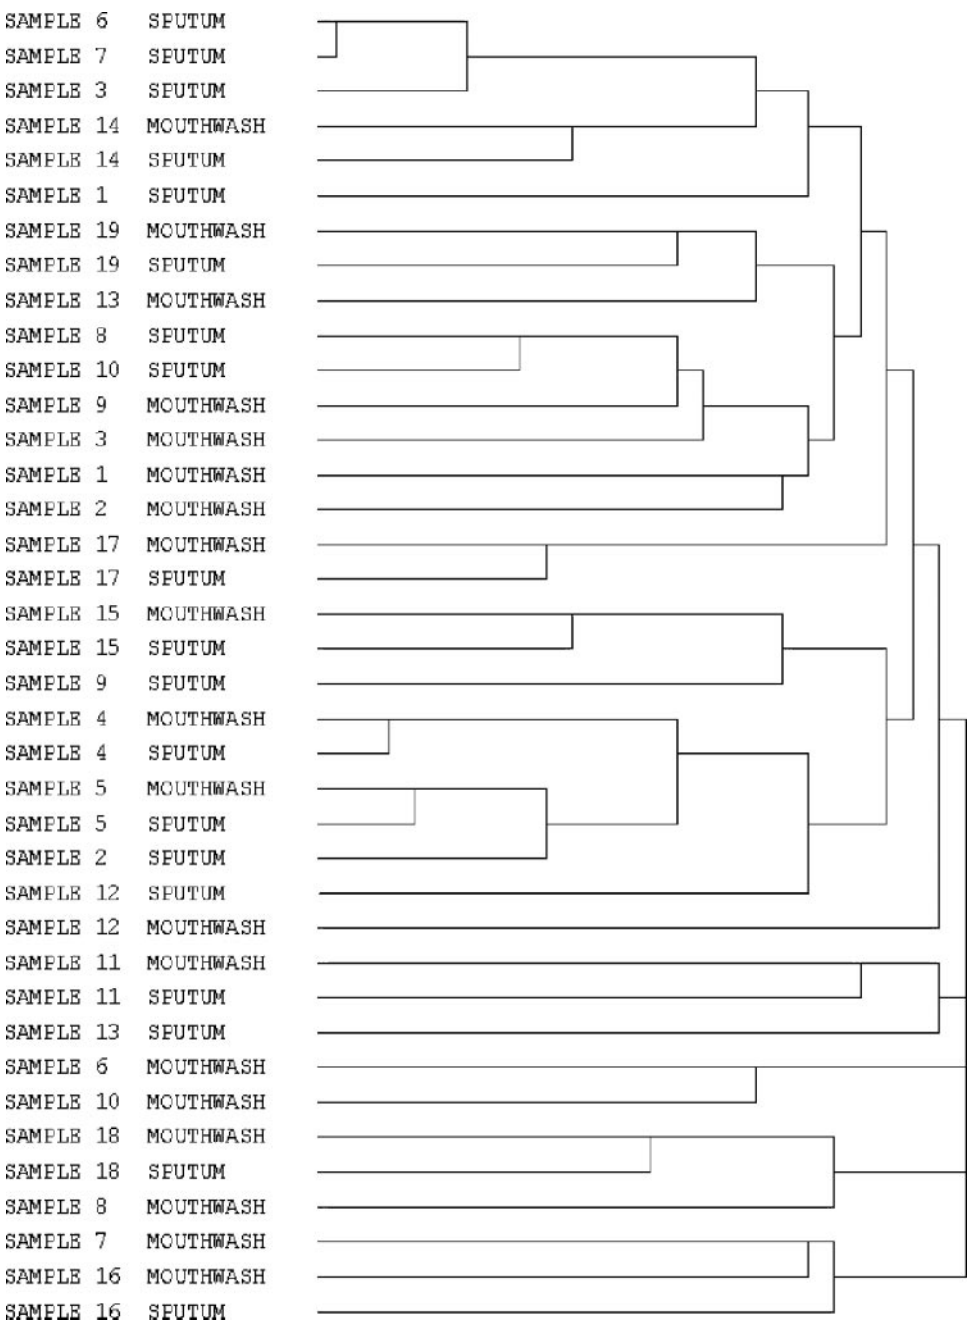 SAMPLE 6 SPUTUM
SAMPLE 7 SPUTUM
SAMPLE 3 SPUTUM
SAMPLE 14 MOUTHWASH
SAMPLE 14 SPUTUM
SAMPLE 1 SPUTUM
SAMPLE 19 MOUTHWASH
SAMPLE 19 SPUTUM
SAMPLE 13 MOUTHWASH
SAMPLE 8 SPUTUM
SAMPLE 10 SPUTUM
SAMPLE 9 MOUTHWASH
SAMPLE 3 MOUTHWASH
SAMPLE 1 MOUTHWASH
SAMPLE 2 MOUTHWASH
SAMPLE 17 MOUTHWASH
SAMPLE 17 SPUTUM
SAMPLE 15 MOUTHWASH
SAMPLE 15 SPUTUM
SAMPLE 9 SPUTUM
SAMPLE 4 MOUTHWASH
SAMPLE 4 SPUTUM
SAMPLE 5 MOUTHWASH
SAMPLE 5 SPUTUM
SAMPLE 2 SPUTUM
SAMPLE 12 SPUTUM
SAMPLE 12 MOUTHWASH
SAMPLE 11 MOUTHWASH
SAMPLE 11 SPUTUM
SAMPLE 13 SPUTUM
SAMPLE 6 MOUTHWASH
SAMPLE 10 MOUTHWASH
SAMPLE 18 MOUTHWASH
SAMPLE 18 SPUTUM
SAMPLE 8 MOUTHWASH
SAMPLE 7 MOUTHWASH
SAMPLE 16 MOUTHWASH
SAMPLE 16 SPUTUM